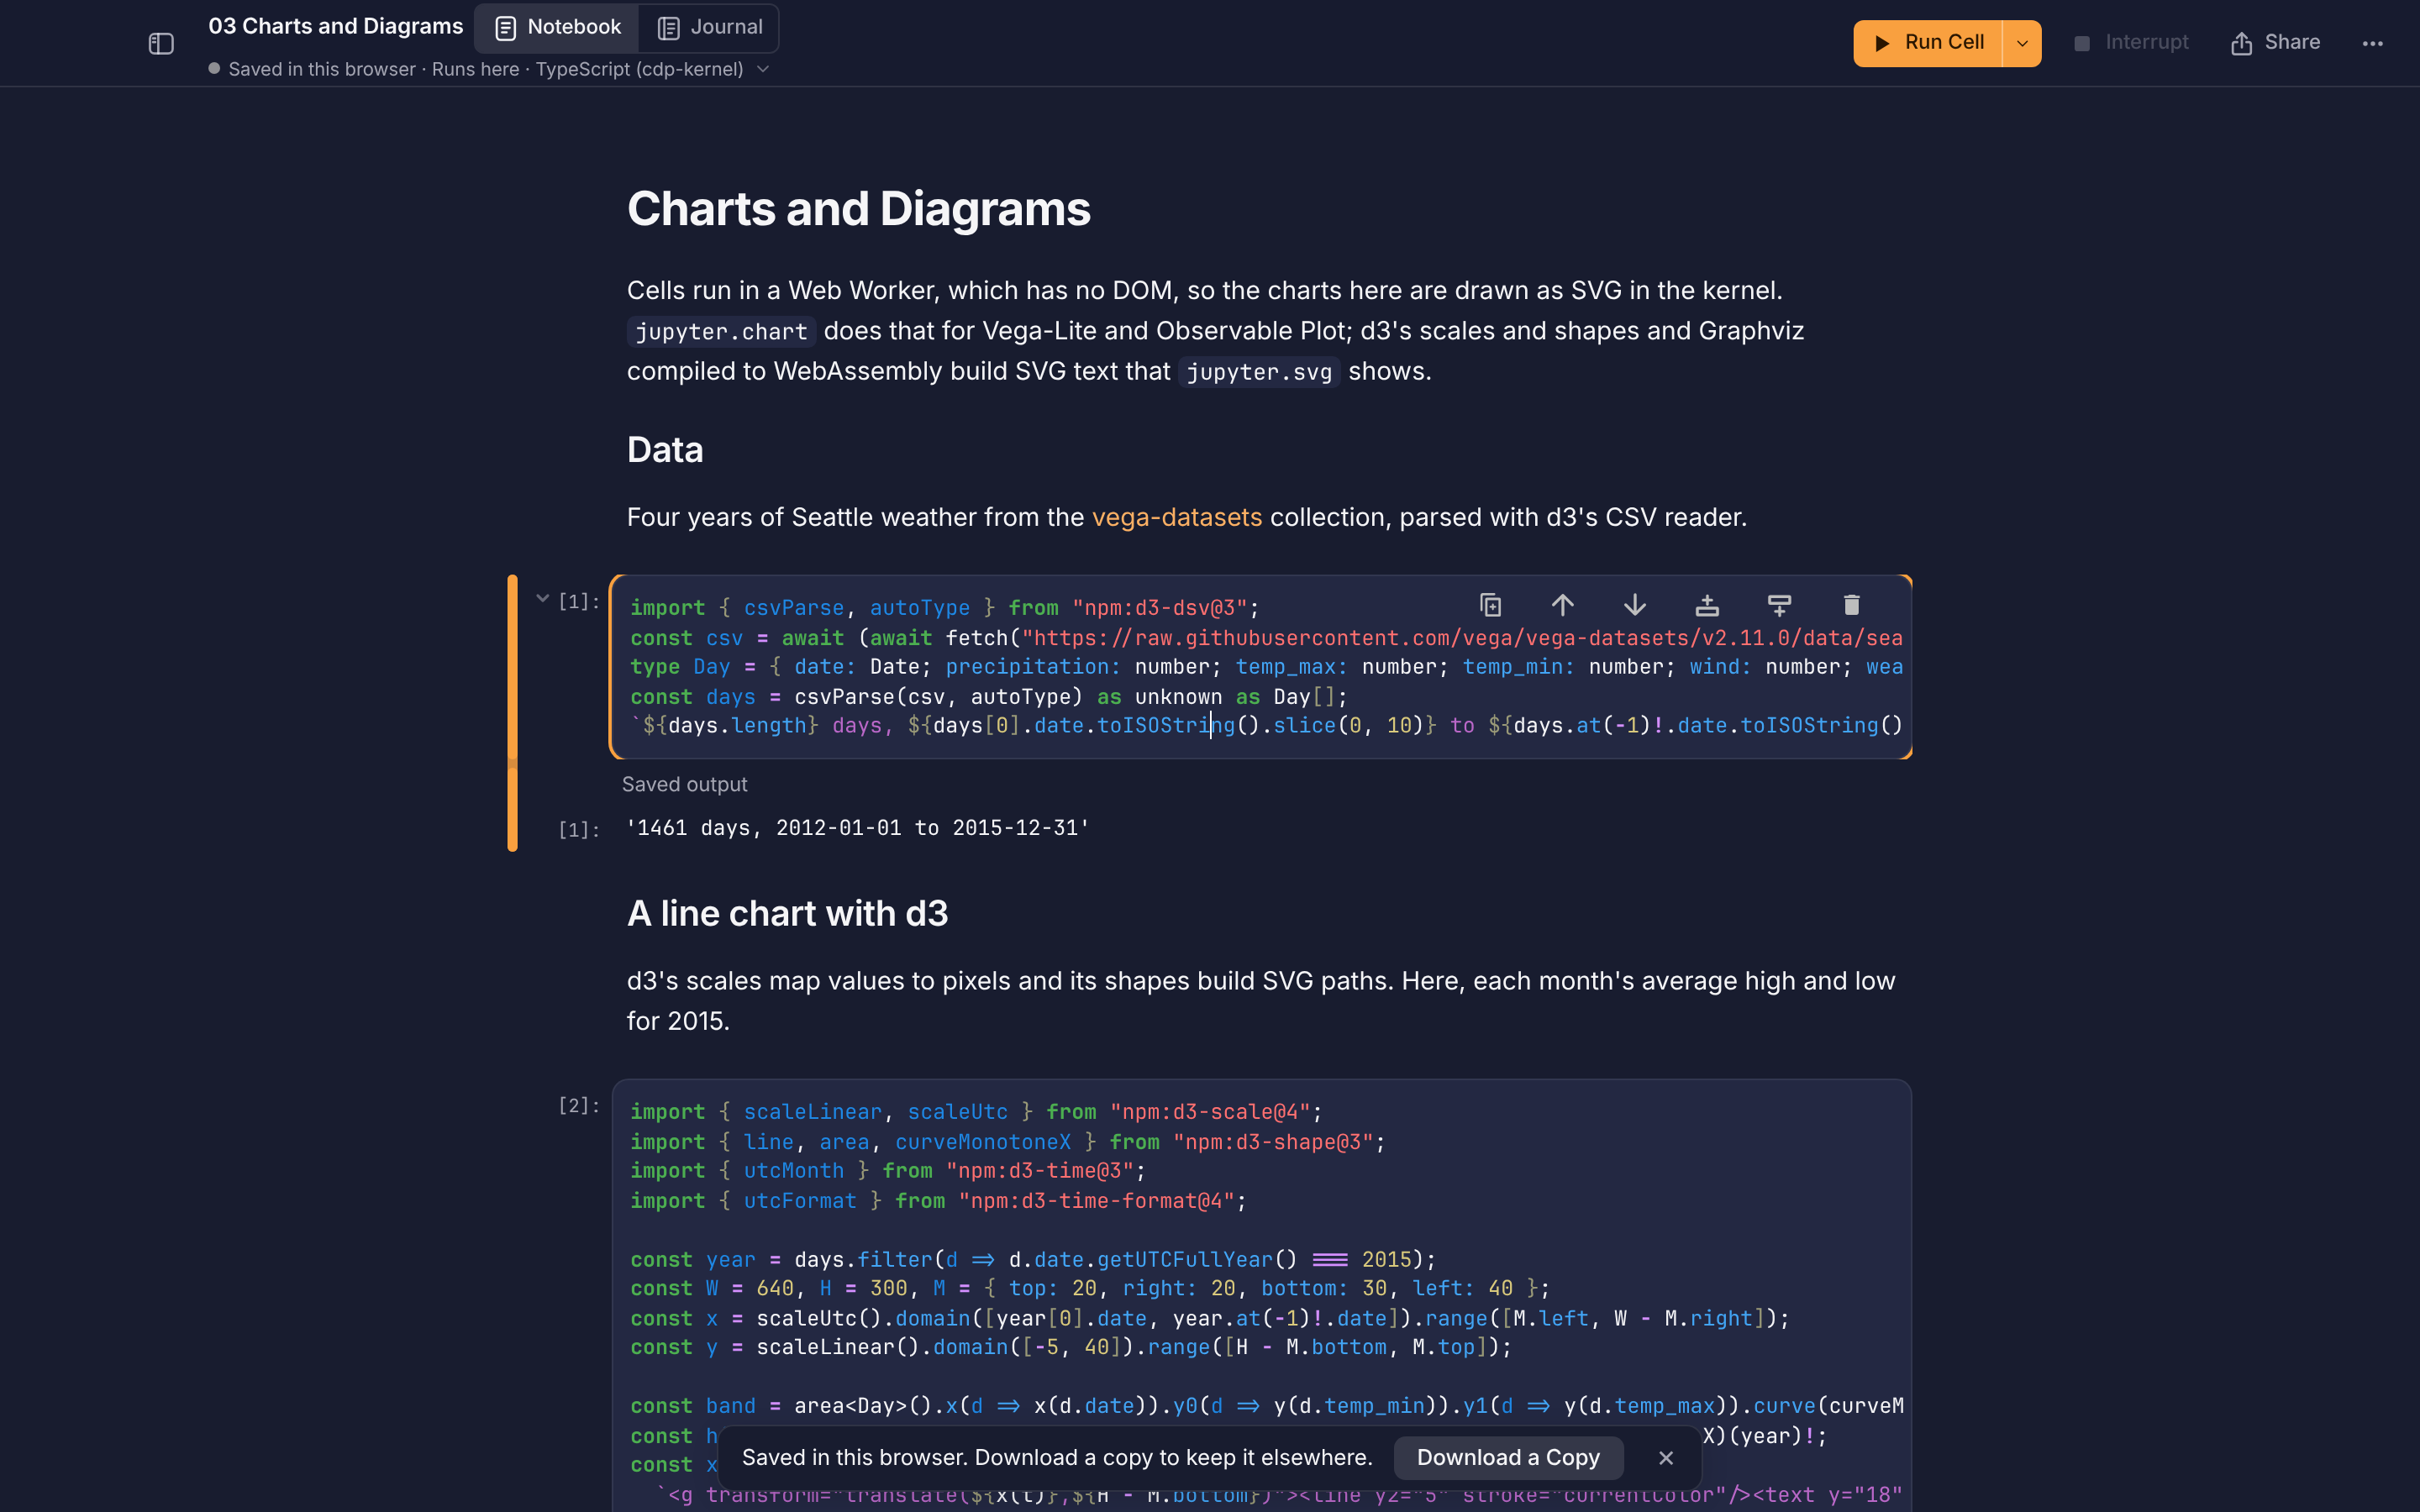 03 Charts and Diagrams
Notebook
Journal
Saved in this browser · Runs here · TypeScript (cdp-kernel)
Run Cell
Interrupt
Share
Charts and Diagrams
Cells run in a Web Worker, which has no DOM, so the charts here are drawn as SVG in the kernel.
jupyter.chart does that for Vega-Lite and Observable Plot; d3's scales and shapes and Graphviz
compiled to WebAssembly build SVG text that jupyter.svg shows.
Data
Four years of Seattle weather from the vega-datasets collection, parsed with d3's CSV reader.
[1]:
import { csvParse, autoType } from "npm:d3-dsv@3";
const csv = await (await fetch("https://raw.githubusercontent.com/vega/vega-datasets/v2.11.0/data/sea
type Day = { date: Date; precipitation: number; temp_max: number; temp_min: number; wind: number; wea
const days = csvParse(csv, autoType) as unknown as Day[];
`${days.length} days, ${days[0].date.toISOString().slice(0, 10)} to ${days.at(-1)!.date.toISOString()
Saved output
[1]: '1461 days, 2012-01-01 to 2015-12-31'
A line chart with d3
d3's scales map values to pixels and its shapes build SVG paths. Here, each month's average high and low
for 2015.
[2]:
import { scaleLinear, scaleUtc } from "npm:d3-scale@4";
import { line, area, curveMonotoneX } from "npm:d3-shape@3";
import { utcMonth } from "npm:d3-time@3";
import { utcFormat } from "npm:d3-time-format@4";
const year = days.filter(d => d.date.getUTCFullYear() === 2015);
const W = 640, H = 300, M = { top: 20, right: 20, bottom: 30, left: 40 };
const x = scaleUtc().domain([year[0].date, year.at(-1)!.date]).range([M.left, W - M.right]);
const y = scaleLinear().domain([-5, 40]).range([H - M.bottom, M.top]);
const band = area<Day>().x(d => x(d.date)).y0(d => y(d.temp_min)).y1(d => y(d.temp_max)).curve(curveM
const h X)(year)!;
const x
`<g transform="translate(${x(t)},${H - M.bottom})"><line y2="5" stroke="currentColor"/><text y="18"
Saved in this browser. Download a copy to keep it elsewhere.
Download a Copy